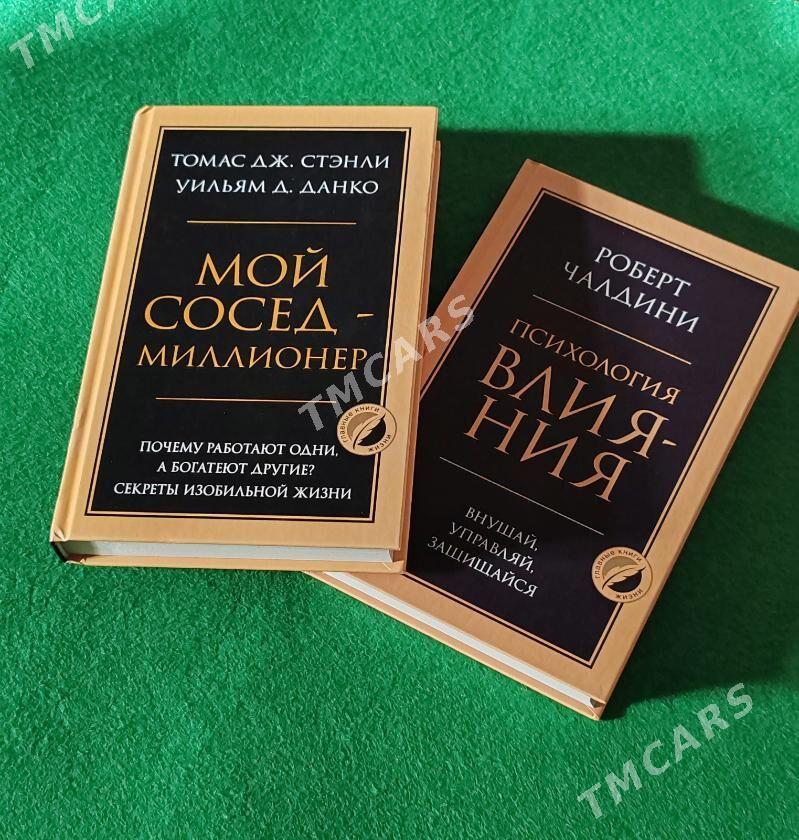 TMCARS
ТОМАС ДЖ. СТЭНЛИ
УИЛЬЯМ Д. ДАНКО
МОЙ
СОСЕД -
МИЛЛИОНЕР
ПОЧЕМУ РАБОТАЮТ ОДНИ,
А БОГАТЕЮТ ДРУГИЕ?
СЕКРЕТЫ ИЗОБИЛЬНОЙ ЖИЗНИ
ГЛАВНЫЕ КНИГИ
ЖИЗНИ
TMCARS
РОБЕРТ
ЧАЛДИНИ
ПСИХОЛОГИЯ
ВЛИЯ-
НИЯ
ВНУШАЙ,
УПРАВЛЯЙ,
ЗАЩИЩАЙСЯ
ГЛАВНЫЕ КНИГИ
ЖИЗНИ
TMCARS